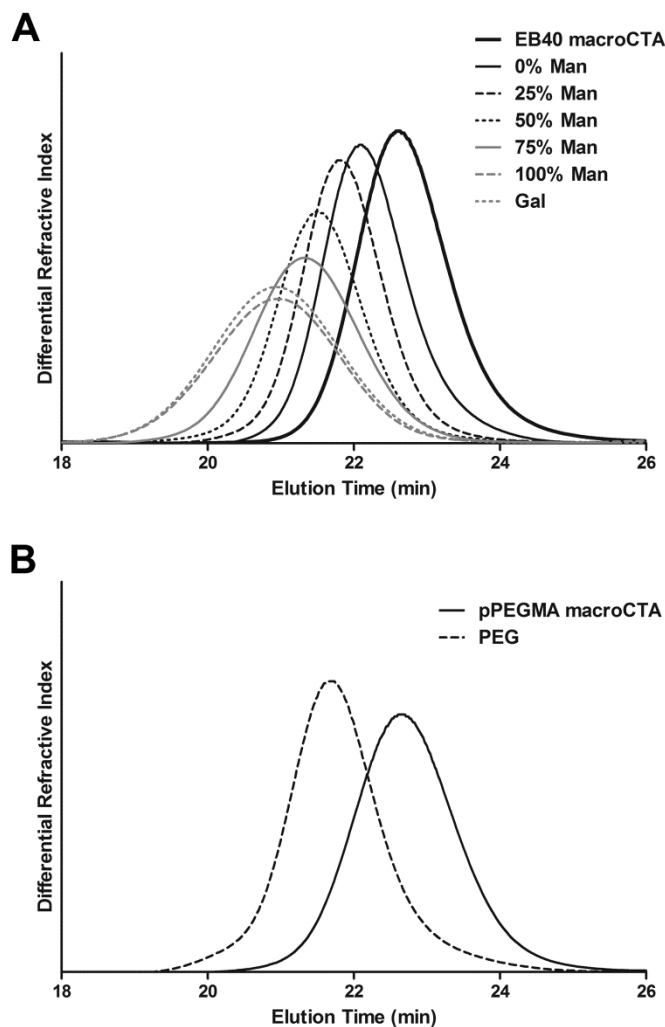 A
EB40 macroCTA
0% Man
25% Man
50% Man
75% Man
100% Man
Gal
Differential Refractive Index
18 20 22 24 26
Elution Time (min)
B
pPEGMA macroCTA
PEG
Differential Refractive Index
18 20 22 24 26
Elution Time (min)